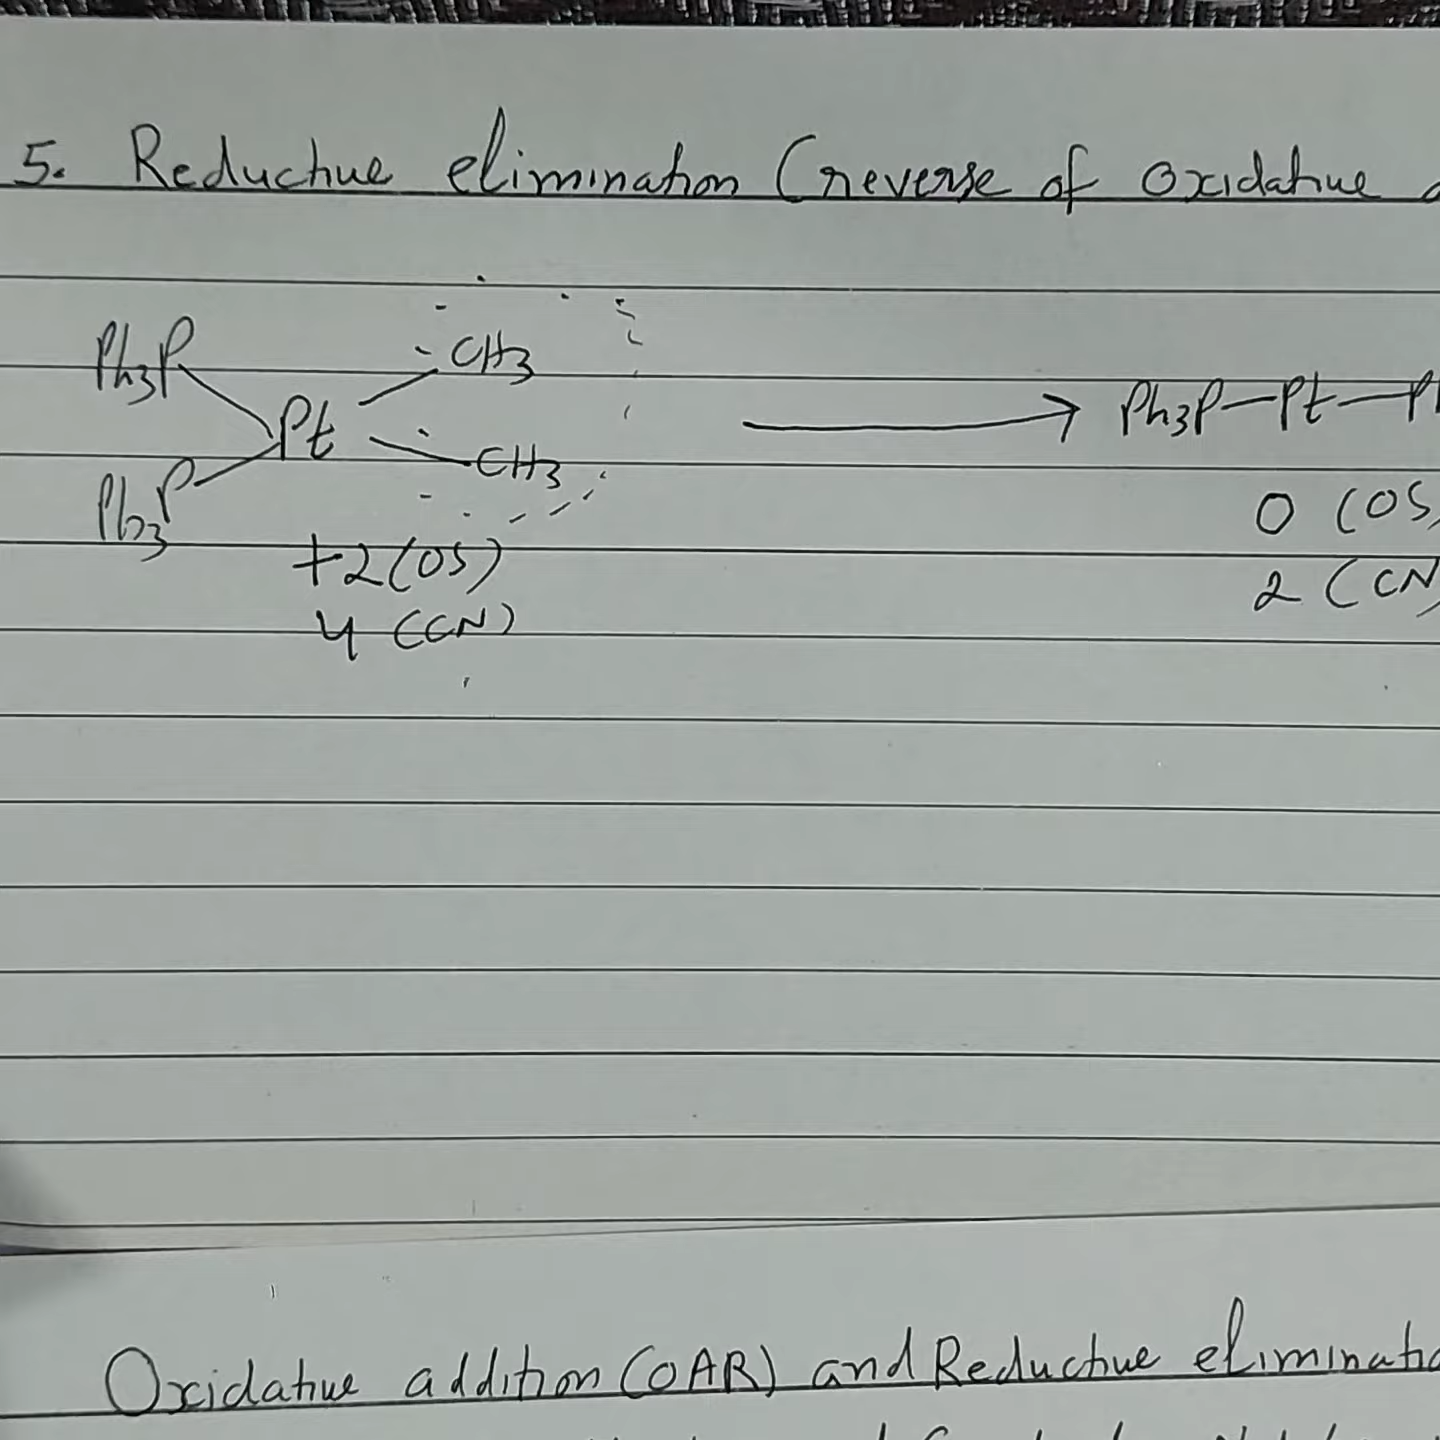 5. Reductive elimination (reverse of oxidative
Ph3P CH3
Pt Ph3P—Pt—
Ph3P CH3
0 (OS)
+2(OS)
2 (CN)
4 (CN)
Oxidative addition (OAR) and Reductive